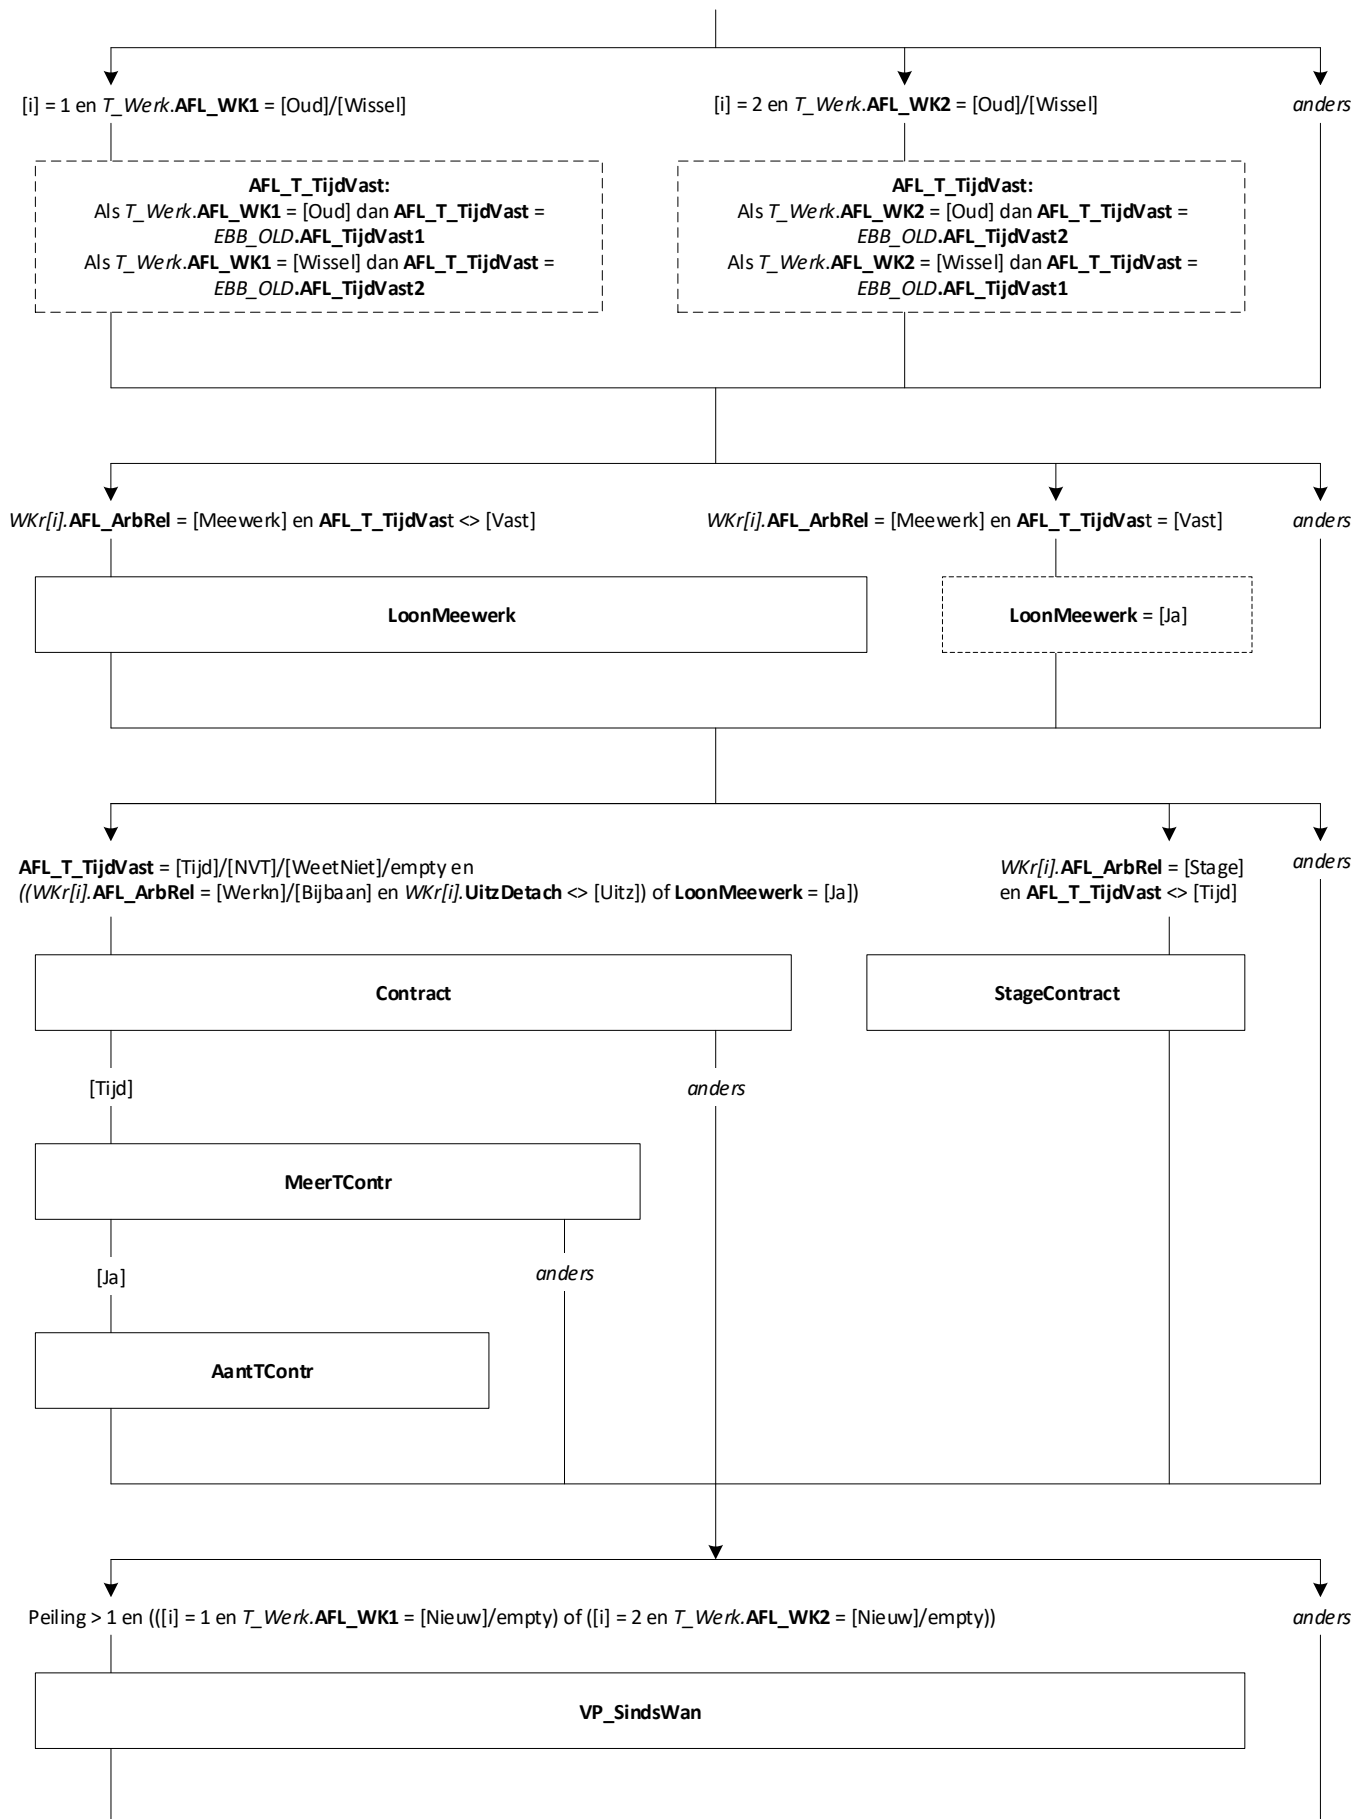 [i] = 1 en T_Werk.AFL_WK1 = [Oud]/[Wissel]
[i] = 2 en T_Werk.AFL_WK2 = [Oud]/[Wissel]
anders
AFL_T_TijdVast:
Als T_Werk.AFL_WK1 = [Oud] dan AFL_T_TijdVast =
EBB_OLD.AFL_TijdVast1
Als T_Werk.AFL_WK1 = [Wissel] dan AFL_T_TijdVast =
EBB_OLD.AFL_TijdVast2
AFL_T_TijdVast:
Als T_Werk.AFL_WK2 = [Oud] dan AFL_T_TijdVast =
EBB_OLD.AFL_TijdVast2
Als T_Werk.AFL_WK2 = [Wissel] dan AFL_T_TijdVast =
EBB_OLD.AFL_TijdVast1
WKr[i].AFL_ArbRel = [Meewerk] en AFL_T_TijdVast <> [Vast]
WKr[i].AFL_ArbRel = [Meewerk] en AFL_T_TijdVast = [Vast]
anders
LoonMeewerk
LoonMeewerk = [Ja]
AFL_T_TijdVast = [Tijd]/[NVT]/[WeetNiet]/empty en
((WKr[i].AFL_ArbRel = [Werkn]/[Bijbaan] en WKr[i].UitzDetach <> [Uitz]) of LoonMeewerk = [Ja])
WKr[i].AFL_ArbRel = [Stage]
en AFL_T_TijdVast <> [Tijd]
anders
Contract
StageContract
[Tijd]
anders
MeerTContr
[Ja]
anders
AantTContr
Peiling > 1 en (([i] = 1 en T_Werk.AFL_WK1 = [Nieuw]/empty) of ([i] = 2 en T_Werk.AFL_WK2 = [Nieuw]/empty))
anders
VP_SindsWan